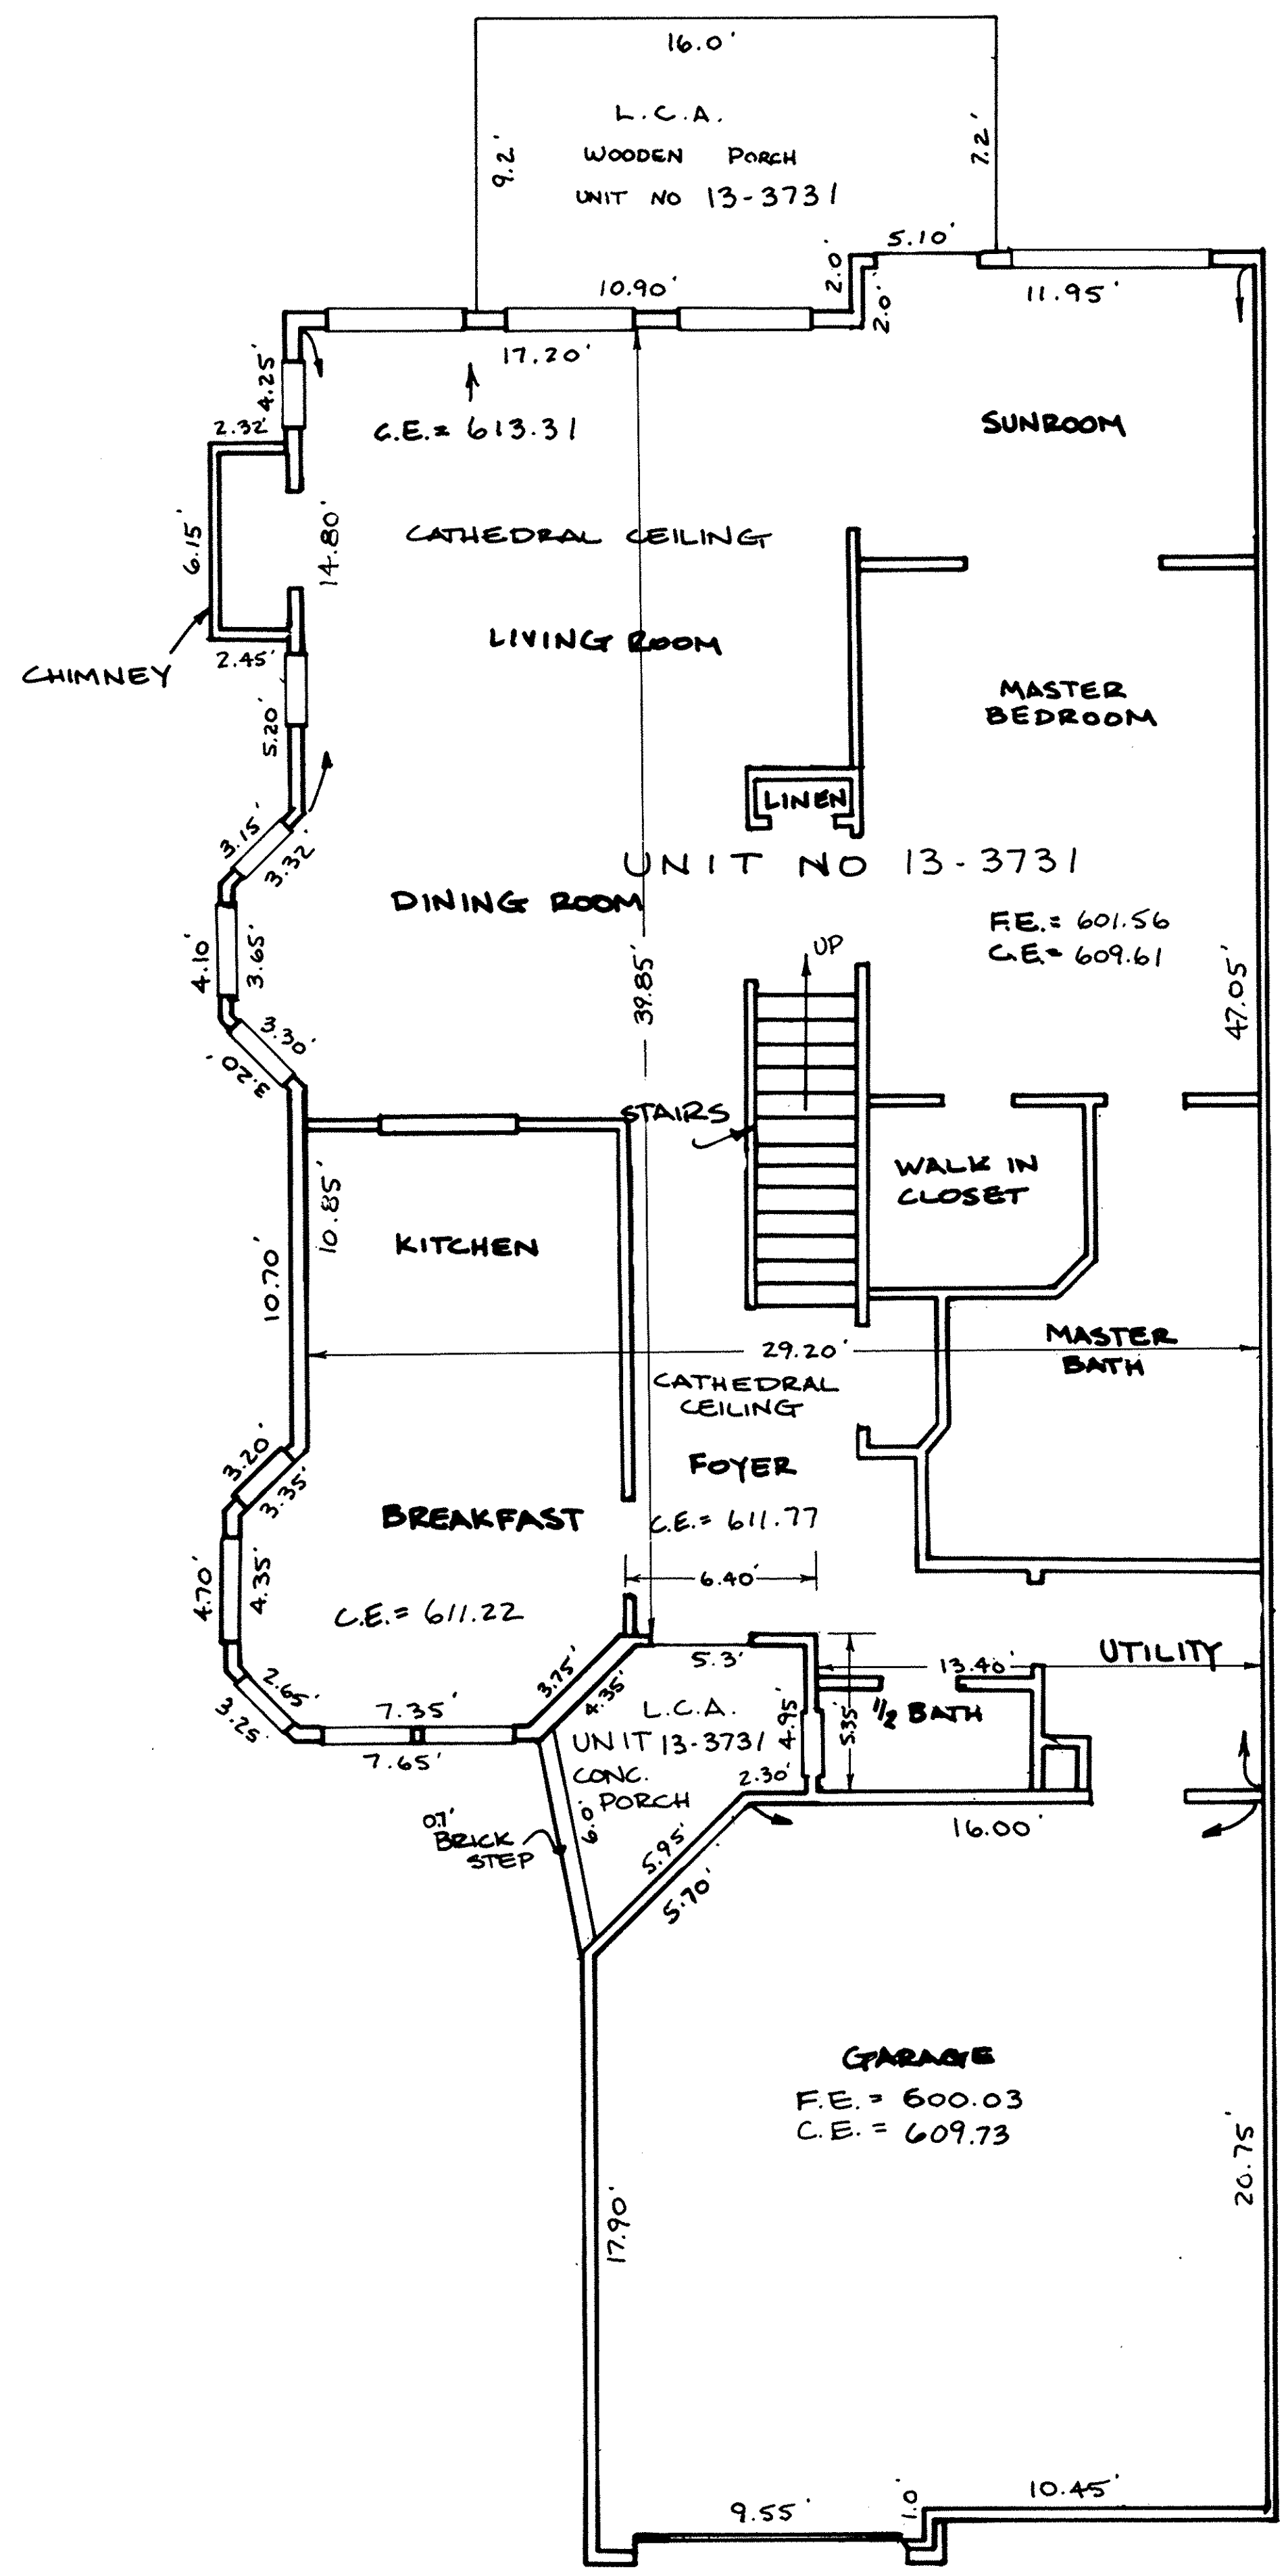 16.0'
L.C.A.
WOODEN PORCH
UNIT NO 13-3731
9.2'
7.2'
5.10'
2.0'
2.0'
10.90'
11.95'
17.20'
4.25'
C.E.= 613.31
SUNROOM
2.32'
6.15'
14.80'
CATHEDRAL CEILING
LIVING ROOM
CHIMNEY
2.45'
5.20'
MASTER
BEDROOM
LINEN
3.15'
3.32'
UNIT NO 13-3731
DINING ROOM
F.E.= 601.56
C.E.= 609.61
4.10'
3.65'
39.85'
UP
47.05'
3.30'
3.20'
STAIRS
WALK IN
CLOSET
10.85'
10.70'
KITCHEN
29.20'
MASTER
BATH
CATHEDRAL
CEILING
FOYER
3.20'
3.35'
BREAKFAST
C.E.= 611.77
6.40'
4.70'
4.35'
C.E.= 611.22
5.3'
13.40'
UTILITY
3.75'
4.35'
2.65'
3.25'
7.35'
7.65'
L.C.A.
UNIT 13-3731
CONC.
PORCH
4.95'
5.35'
1/2 BATH
2.30'
16.00'
6.0'
0.7'
BRICK
STEP
5.95'
5.70'
GARAGE
F.E.= 600.03
C.E.= 609.73
17.90'
20.75'
9.55'
1.0'
10.45'